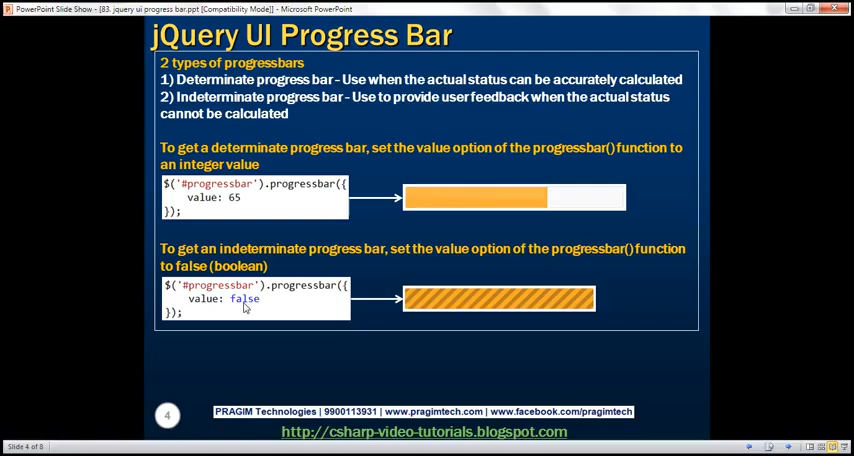 PowerPoint Slide Show - [83. jquery ui progress bar.ppt [Compatibility Mode]] - Microsoft PowerPoint
jQuery UI Progress Bar
2 types of progressbars
1) Determinate progress bar – Use when the actual status can be accurately calculated
2) Indeterminate progress bar – Use to provide user feedback when the actual status
cannot be calculated
To get a determinate progress bar, set the value option of the progressbar() function to
an integer value
$('#progressbar').progressbar({
value: 65
});
To get an indeterminate progress bar, set the value option of the progressbar() function
to false (boolean)
$('#progressbar').progressbar({
value: false
});
4
PRAGIM Technologies | 9900113931 | www.pragimtech.com | www.facebook.com/pragimtech
http://csharp-video-tutorials.blogspot.com
Slide 4 of 8